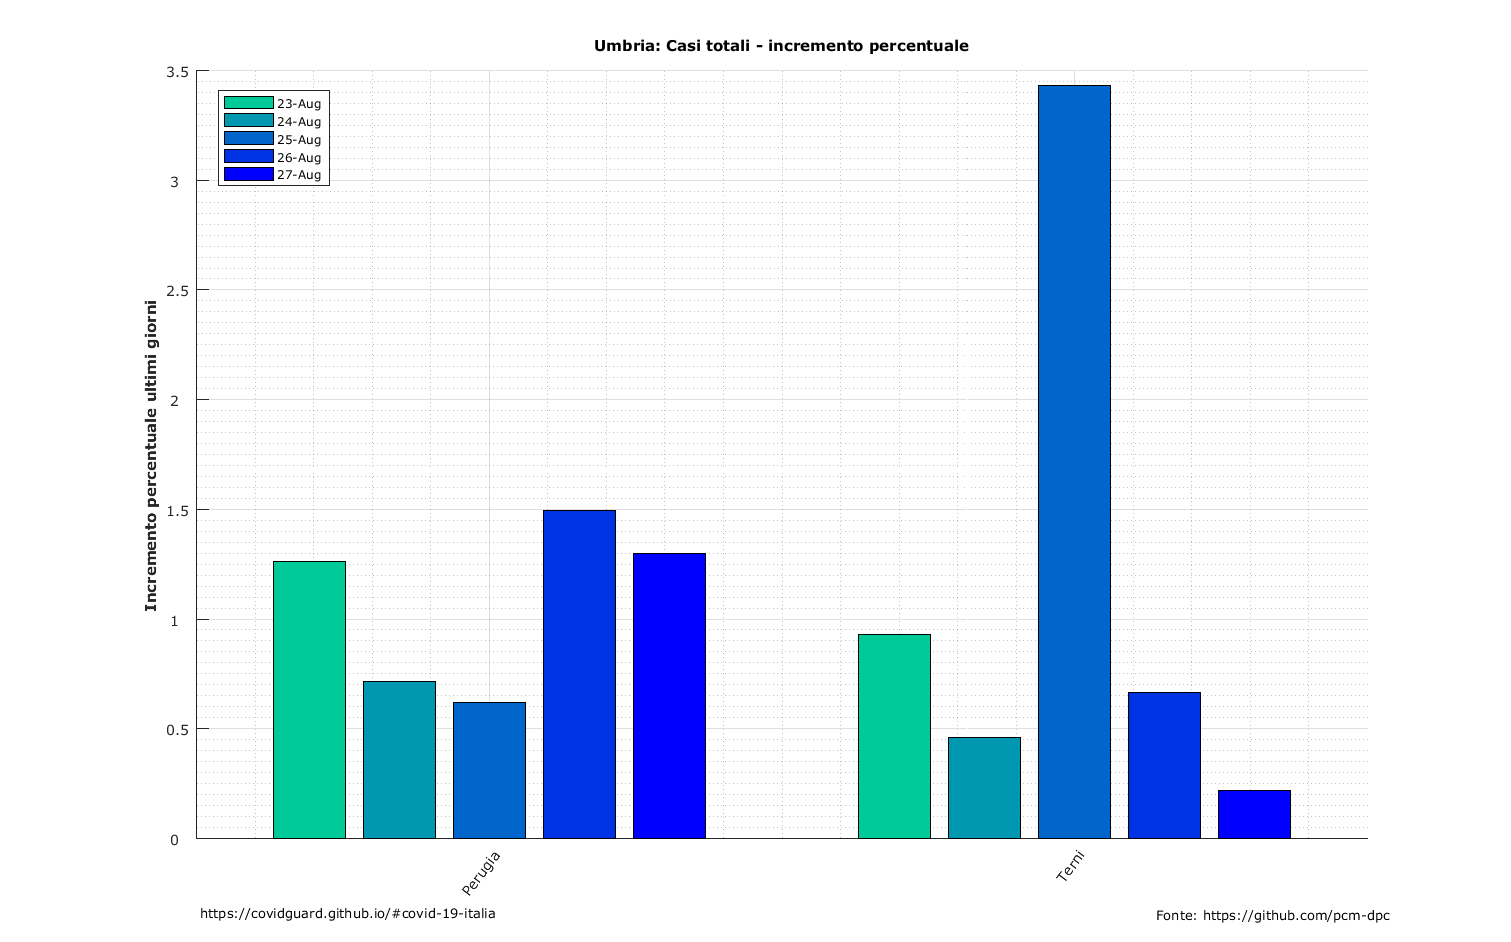 Umbria: Casi totali - incremento percentuale
3.5
3
2.5
2
1.5
1
0.5
0
Incremento percentuale ultimi giorni
23-Aug
24-Aug
25-Aug
26-Aug
27-Aug
Perugia
Terni
https://covidguard.github.io/#covid-19-italia
Fonte: https://github.com/pcm-dpc